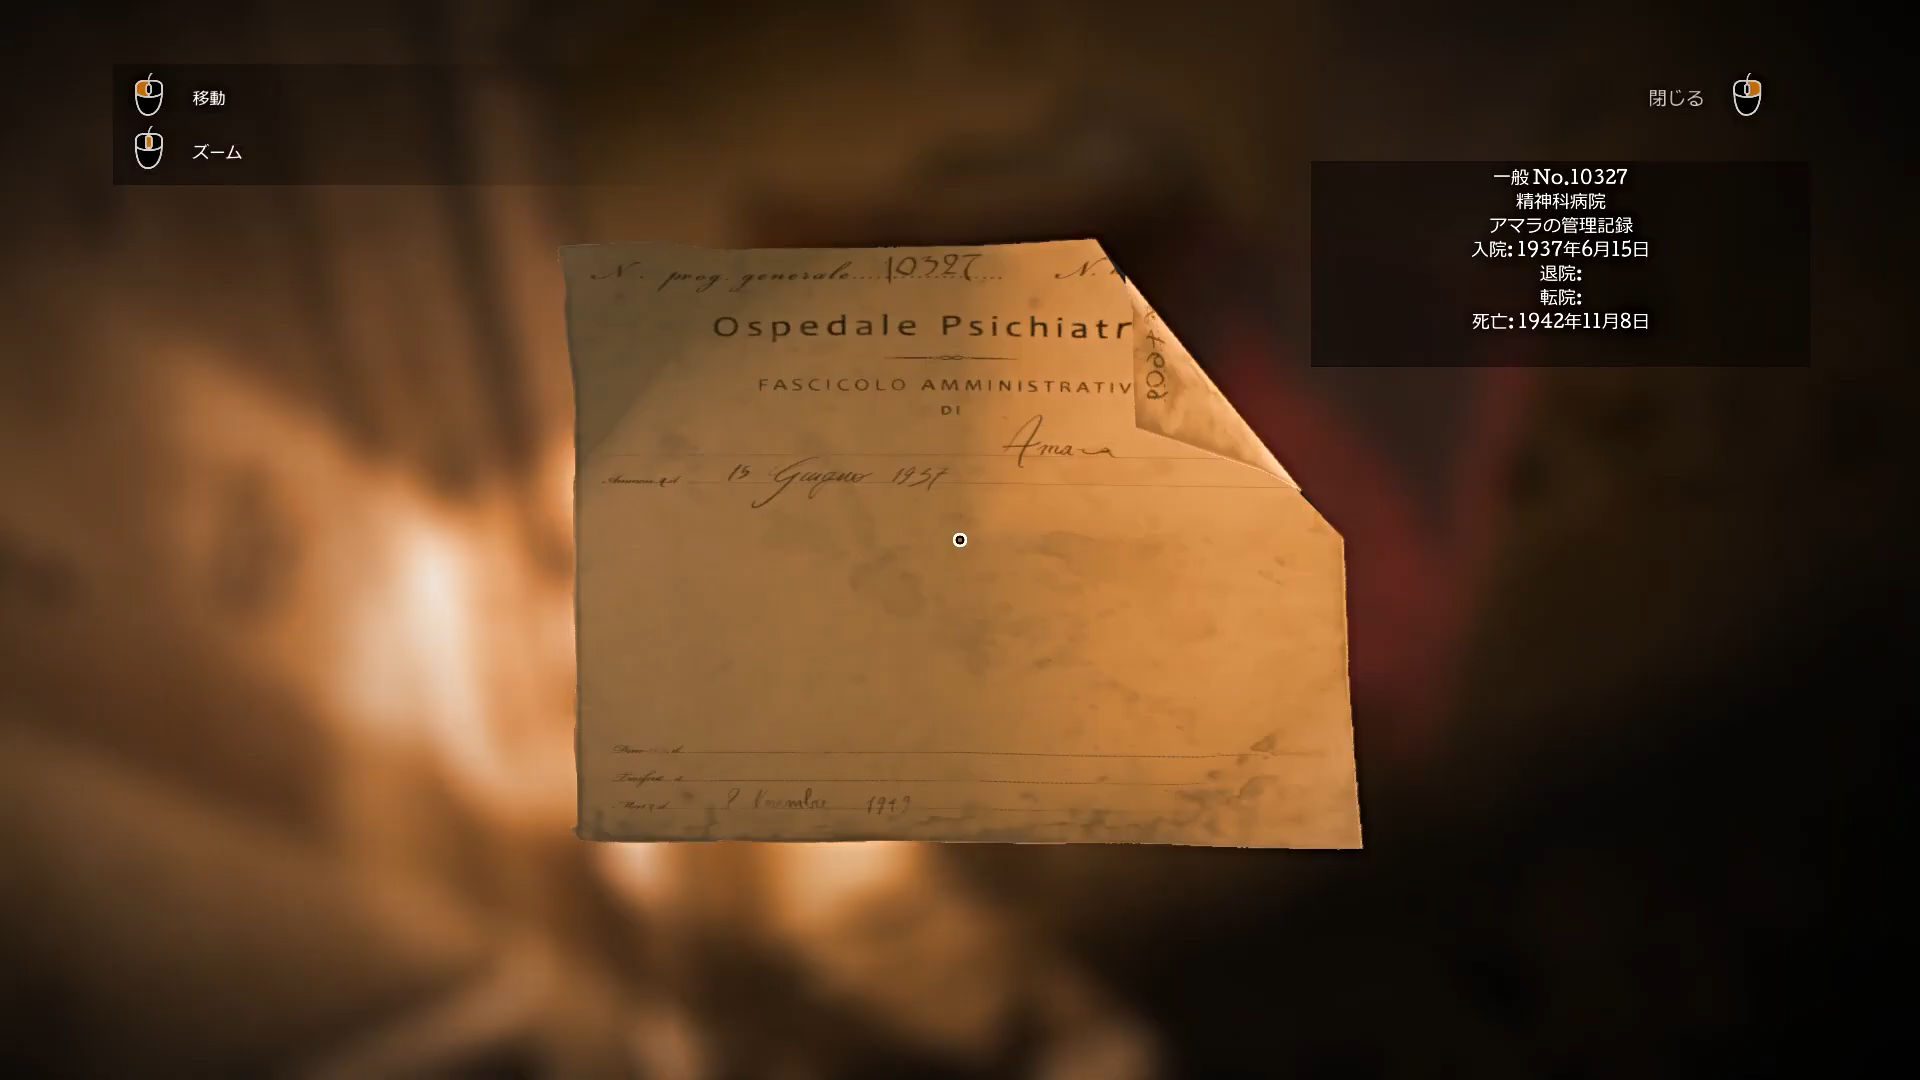 移動
ズーム
閉じる
一般 No.10327
精神科病院
アマラの管理記録
入院: 1937年6月15日
退院:
転院:
死亡: 1942年11月8日
N. prog. generale....10327.... N.
Ospedale Psichiatr
FASCICOLO AMMINISTRATIV
DI
Amara
15 Giugno 1937